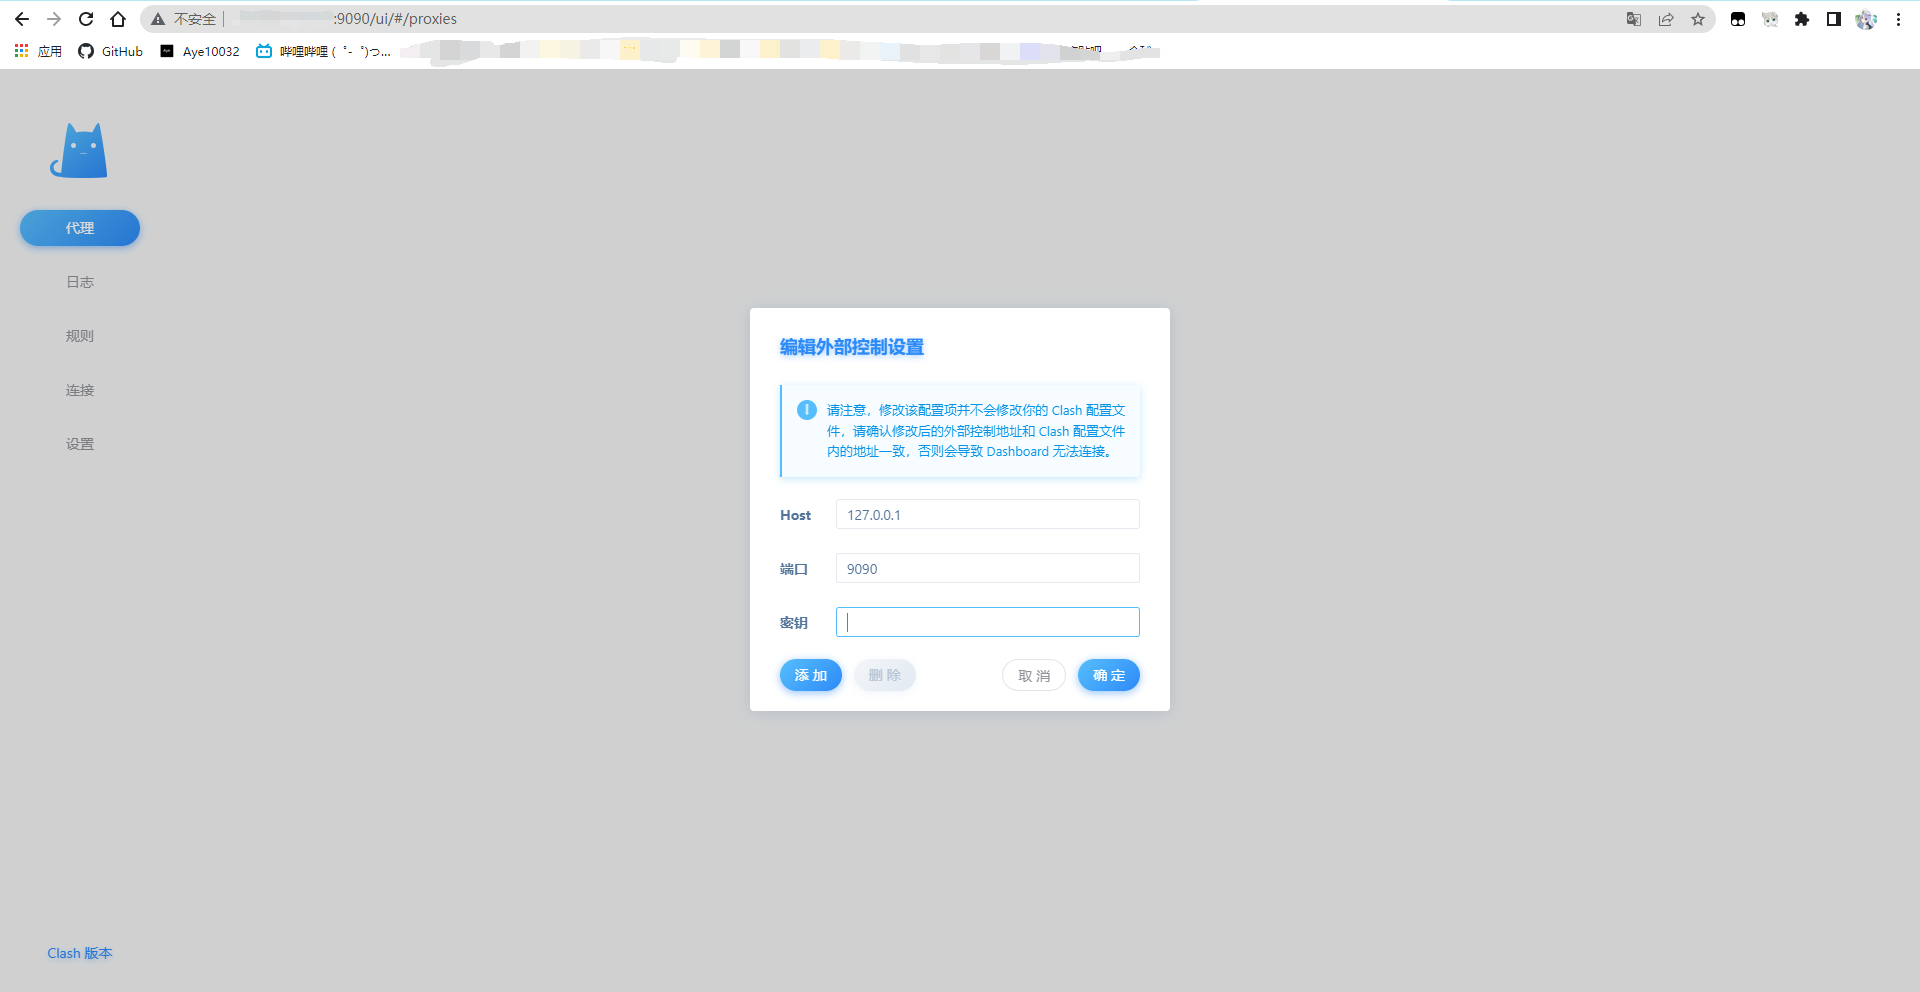 不安全 :9090/ui/#/proxies
应用 GitHub Aye10032 哔哩哔哩 ( ゜- ゜)つ...
代理
日志
规则
连接
设置
编辑外部控制设置
请注意，修改该配置项并不会修改你的 Clash 配置文
件，请确认修改后的外部控制地址和 Clash 配置文件
内的地址一致，否则会导致 Dashboard 无法连接。
Host 127.0.0.1
端口 9090
密钥
添加 删除 取消 确定
Clash 版本